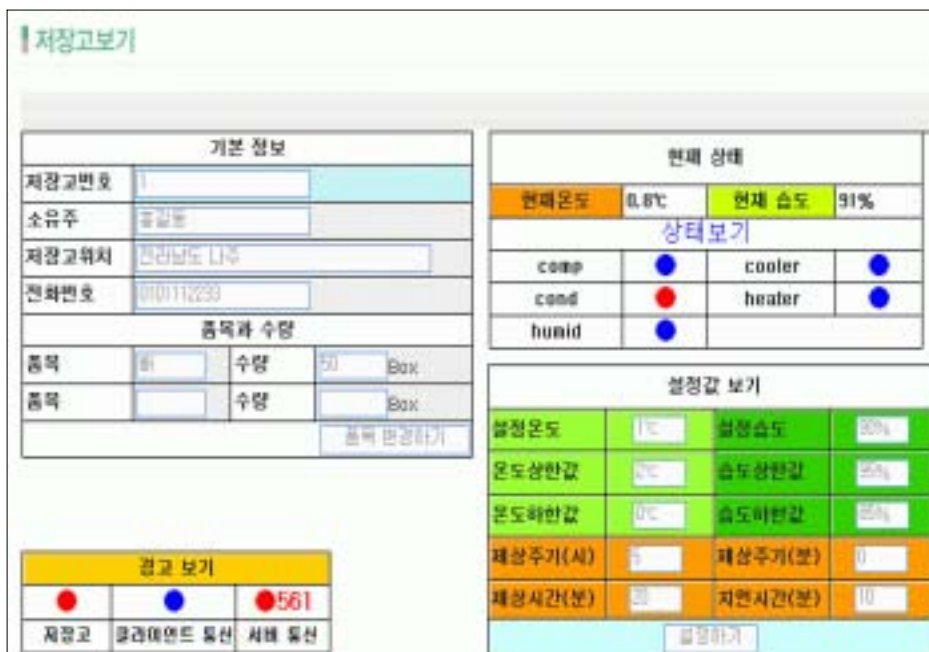 저장고보기
기본 정보
저장고번호 1
소유주 홍길동
저장고위치 전라남도 나주
전화번호 0101112233
품목과 수량
품목 배 수량 50 Box
품목 수량 Box
품목 변경하기
현재 상태
현재온도 0.8℃ 현재 습도 91%
상태보기
comp cooler
cond heater
humid
설정값 보기
설정온도 1℃ 설정습도 90%
온도상한값 2℃ 습도상한값 95%
온도하한값 0℃ 습도하한값 85%
제상주기(시) 5 제상주기(분) 0
제상시간(분) 20 지연시간(분) 10
설정하기
경고 보기
561
저장고 클라이언트 통신 서버 통신